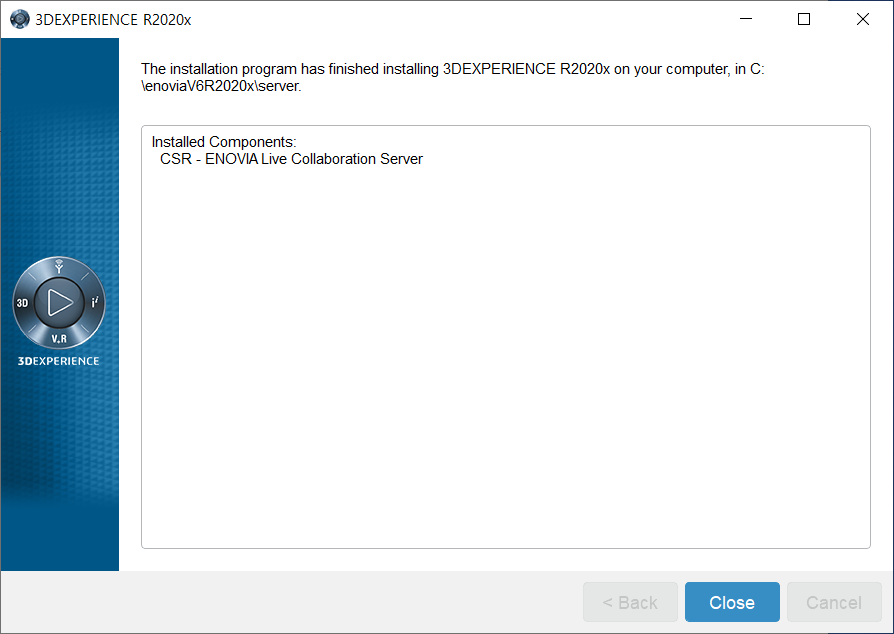 3DEXPERIENCE R2020x
The installation program has finished installing 3DEXPERIENCE R2020x on your computer, in C:
\enoviaV6R2020x\server.
Installed Components:
CSR - ENOVIA Live Collaboration Server
3D
i²
V,R
3DEXPERIENCE
< Back
Close
Cancel